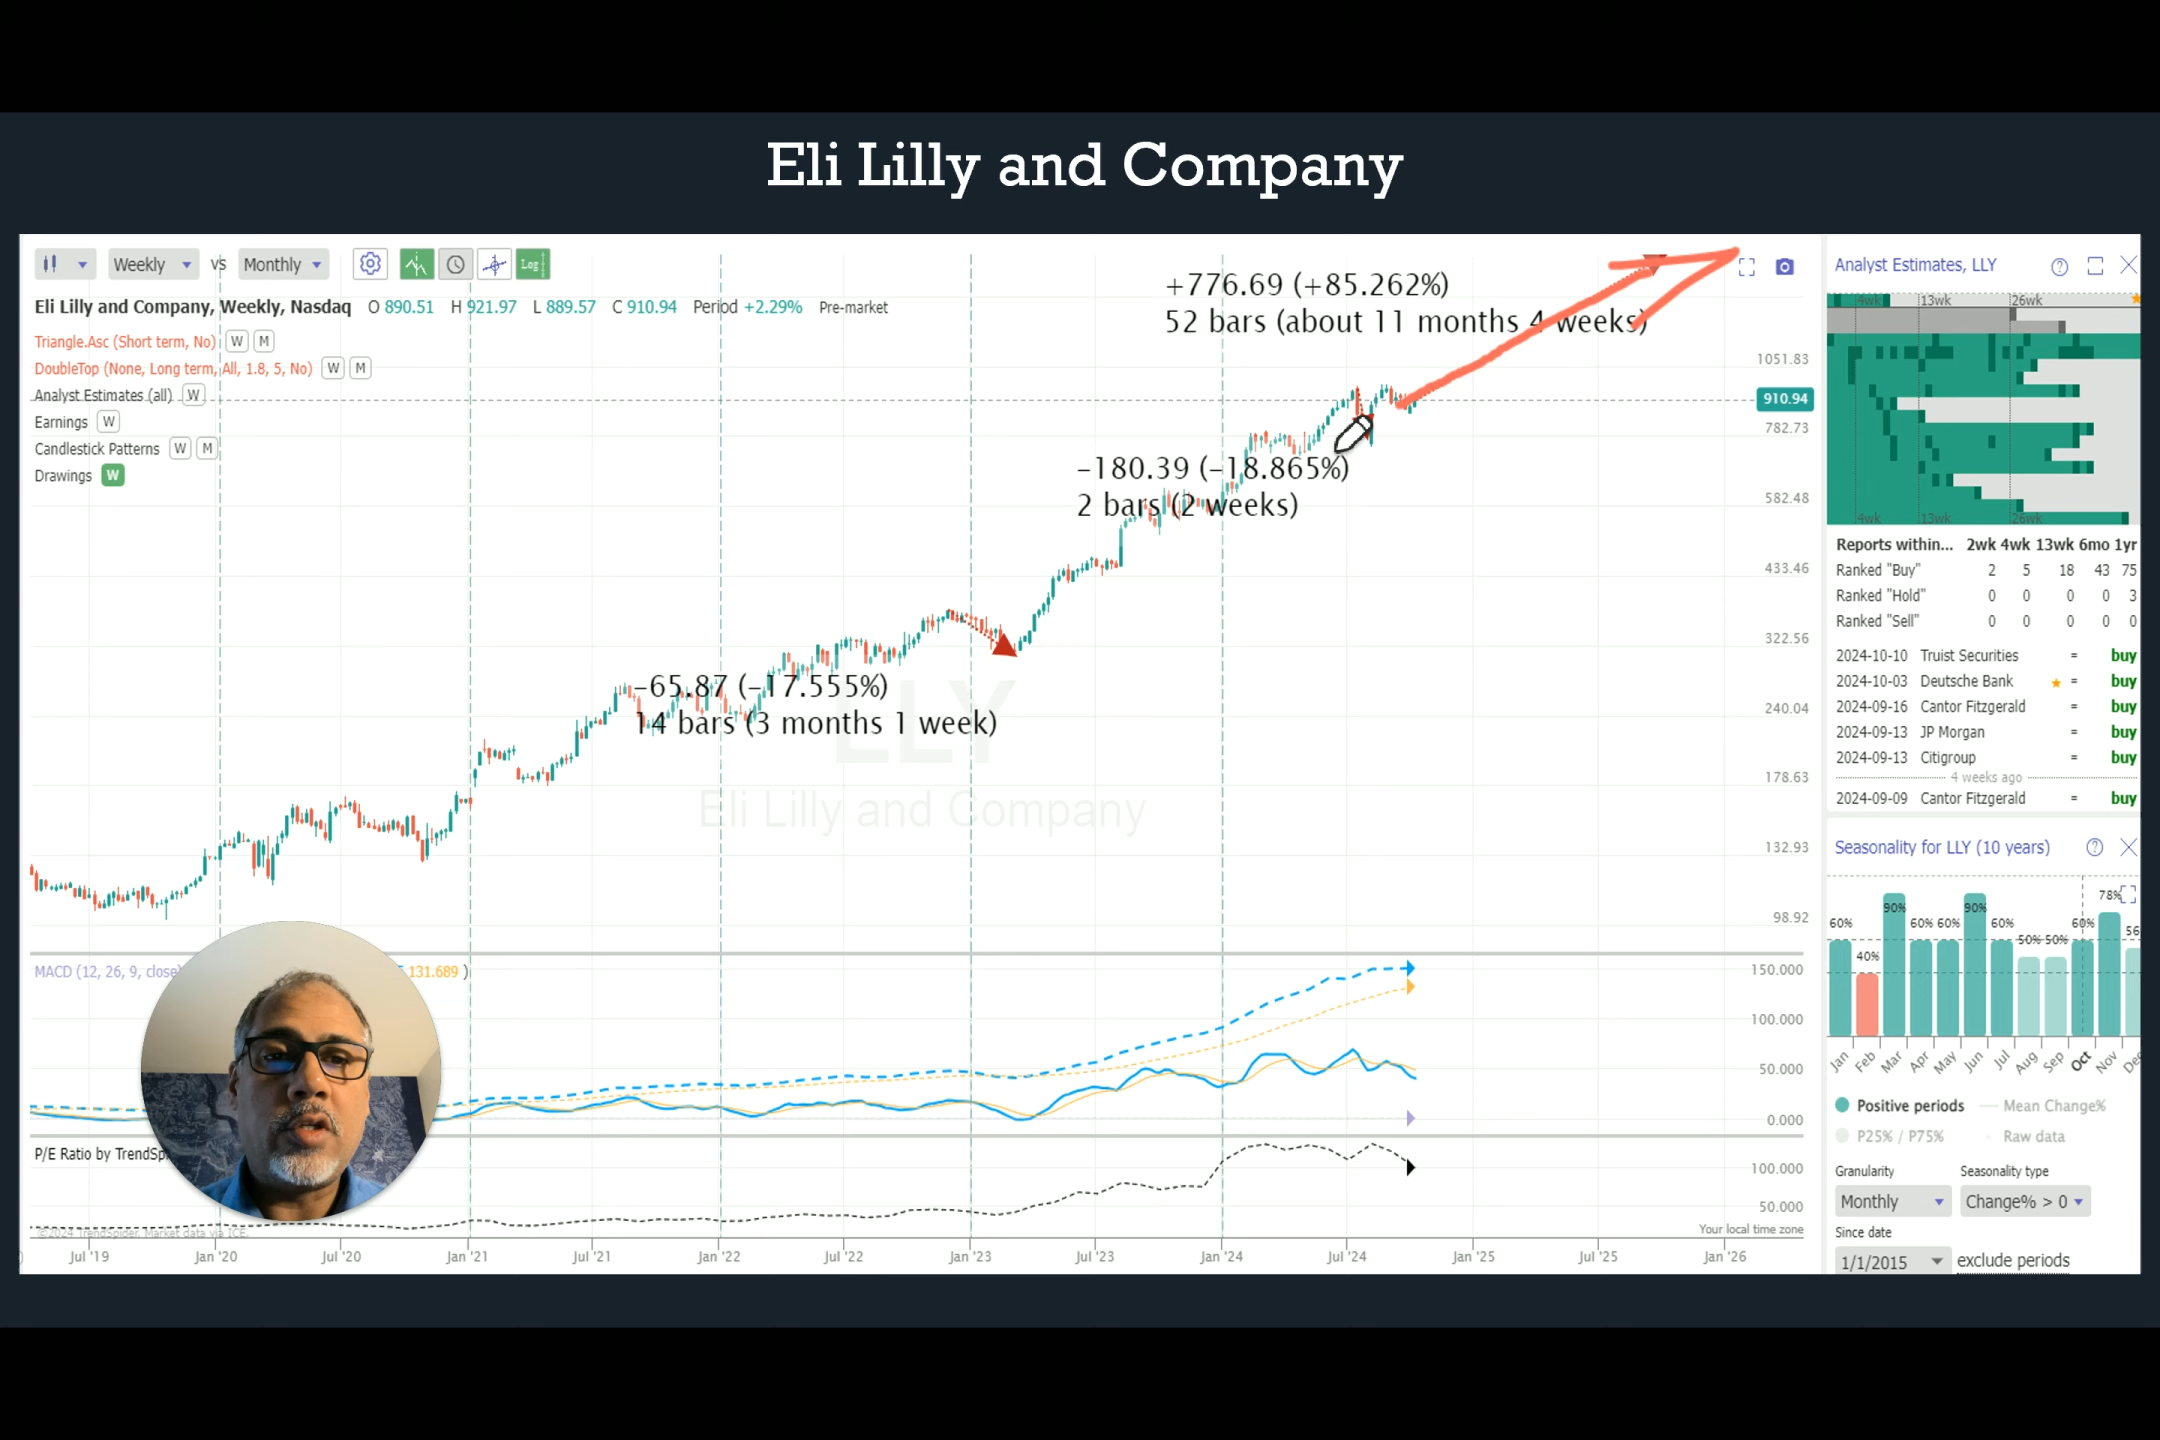 Eli Lilly and Company
Weekly vs Monthly Log
Eli Lilly and Company, Weekly, Nasdaq O 890.51 H 921.97 L 889.57 C 910.94 Period +2.29% Pre-market
Triangle.Asc (Short term, No) W M
DoubleTop (None, Long term, All, 1.8, 5, No) W M
Analyst Estimates (all) W
Earnings W
Candlestick Patterns W M
Drawings W
+776.69 (+85.262%)
52 bars (about 11 months 4 weeks)
-180.39 (-18.865%)
2 bars (2 weeks)
-65.87 (-17.555%)
14 bars (3 months 1 week)
LLY
Eli Lilly and Company
1051.83
910.94
782.73
582.48
433.46
322.56
240.04
178.63
132.93
98.92
MACD (12, 26, 9, close 131.689 )
150.000
100.000
50.000
0.000
P/E Ratio by TrendSp
100.000
50.000
©2024 TrendSpider. Market data via ICE.
Your local time zone
Jul '19 Jan '20 Jul '20 Jan '21 Jul '21 Jan '22 Jul '22 Jan '23 Jul '23 Jan '24 Jul '24 Jan '25 Jul '25 Jan '26
Analyst Estimates, LLY
4wk 13wk 26wk
4wk 13wk 26wk
Reports within... 2wk 4wk 13wk 6mo 1yr
Ranked "Buy" 2 5 18 43 75
Ranked "Hold" 0 0 0 0 3
Ranked "Sell" 0 0 0 0 0
2024-10-10 Truist Securities = buy
2024-10-03 Deutsche Bank = buy
2024-09-16 Cantor Fitzgerald = buy
2024-09-13 JP Morgan = buy
2024-09-13 Citigroup = buy
4 weeks ago
2024-09-09 Cantor Fitzgerald = buy
Seasonality for LLY (10 years)
60% 40% 90% 60% 60% 90% 60% 50% 50% 60% 78% 56
Jan Feb Mar Apr May Jun Jul Aug Sep Oct Nov Dec
Positive periods Mean Change%
P25% / P75% Raw data
Granularity Seasonality type
Monthly Change% > 0
Since date
1/1/2015 exclude periods